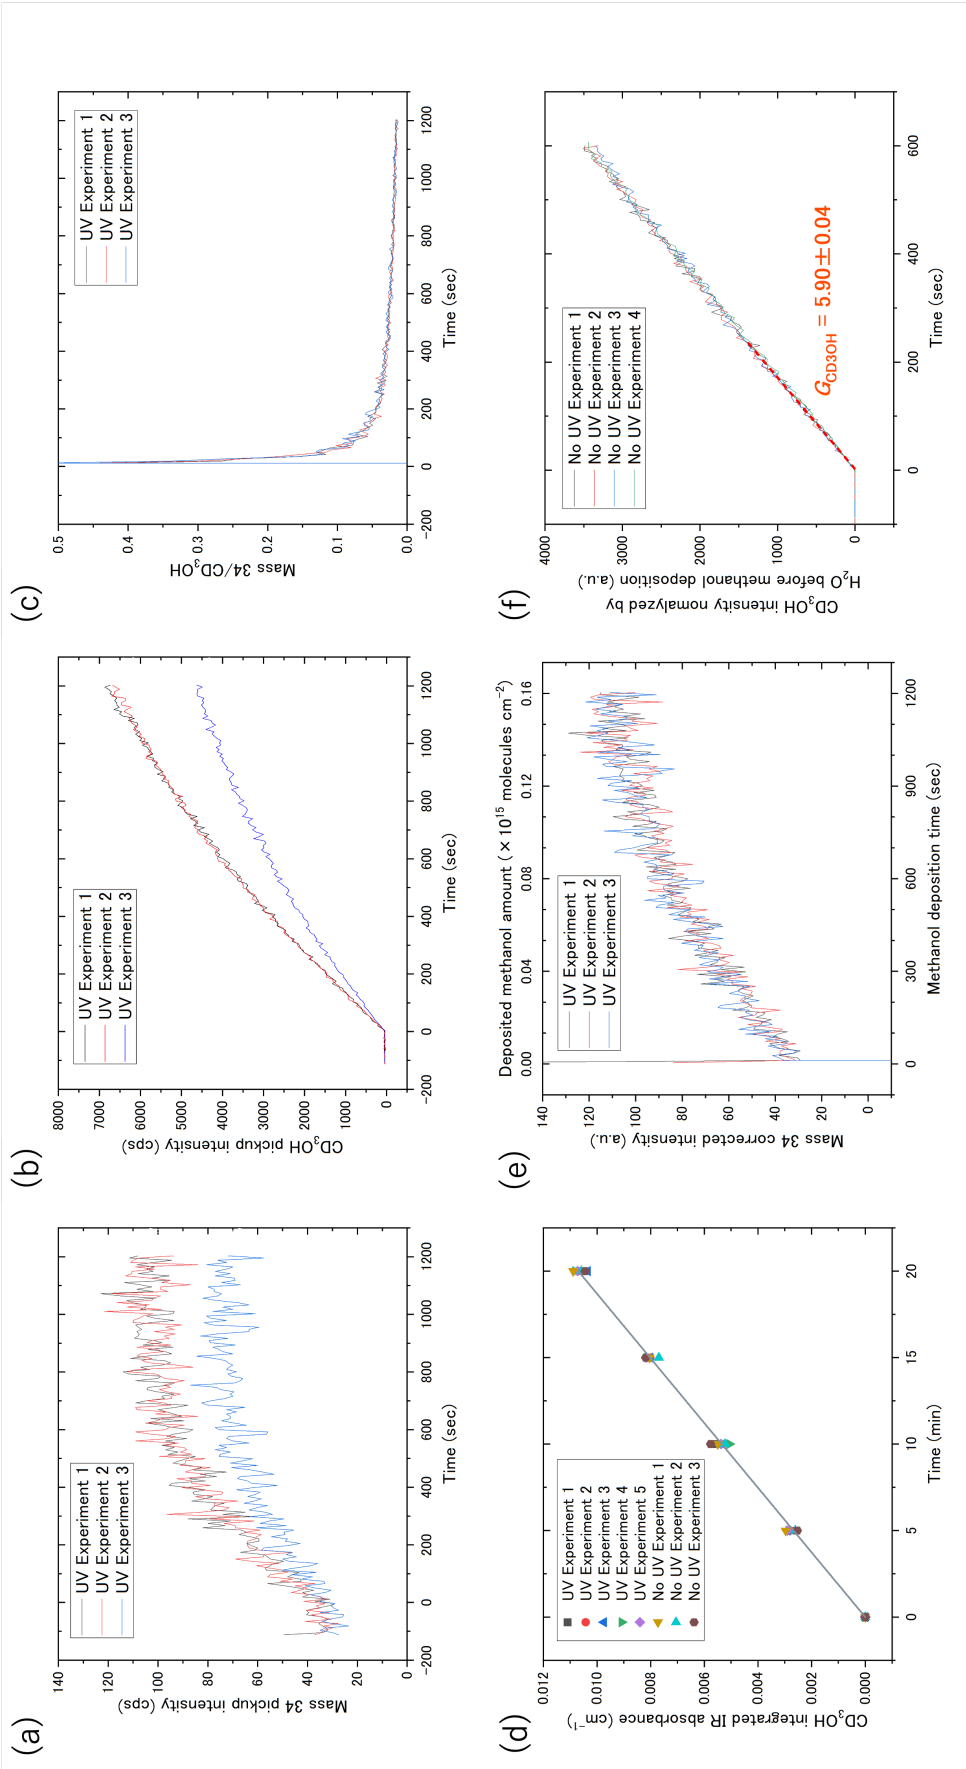 (a)
Mass 34 pickup intensity (cps)
140
120
100
80
60
40
20
0
UV Experiment 1
UV Experiment 2
UV Experiment 3
−200
0
200
400
600
800
1000
1200
Time (sec)
(b)
CD3OH pickup intensity (cps)
8000
7000
6000
5000
4000
3000
2000
1000
0
UV Experiment 1
UV Experiment 2
UV Experiment 3
−200
0
200
400
600
800
1000
1200
Time (sec)
(c)
Mass 34/CD3OH
0.5
0.4
0.3
0.2
0.1
0.0
UV Experiment 1
UV Experiment 2
UV Experiment 3
−200
0
200
400
600
800
1000
1200
Time (sec)
(d)
CD3OH integrated IR absorbance (cm−1)
0.012
0.010
0.008
0.006
0.004
0.002
0.000
UV Experiment 1
UV Experiment 2
UV Experiment 3
UV Experiment 4
UV Experiment 5
No UV Experiment 1
No UV Experiment 2
No UV Experiment 3
0
5
10
15
20
Time (min)
(e)
Deposited methanol amount (×1015 molecules cm−2)
0.00
0.04
0.08
0.12
0.16
Mass 34 corrected intensity (a.u.)
140
120
100
80
60
40
20
0
UV Experiment 1
UV Experiment 2
UV Experiment 3
0
300
600
900
1200
Methanol deposition time (sec)
(f)
CD3OH intensity nomalyzed by
H2O before methanol deposition (a.u.)
4000
3000
2000
1000
0
No UV Experiment 1
No UV Experiment 2
No UV Experiment 3
No UV Experiment 4
GCD3OH = 5.90±0.04
0
200
400
600
Time (sec)